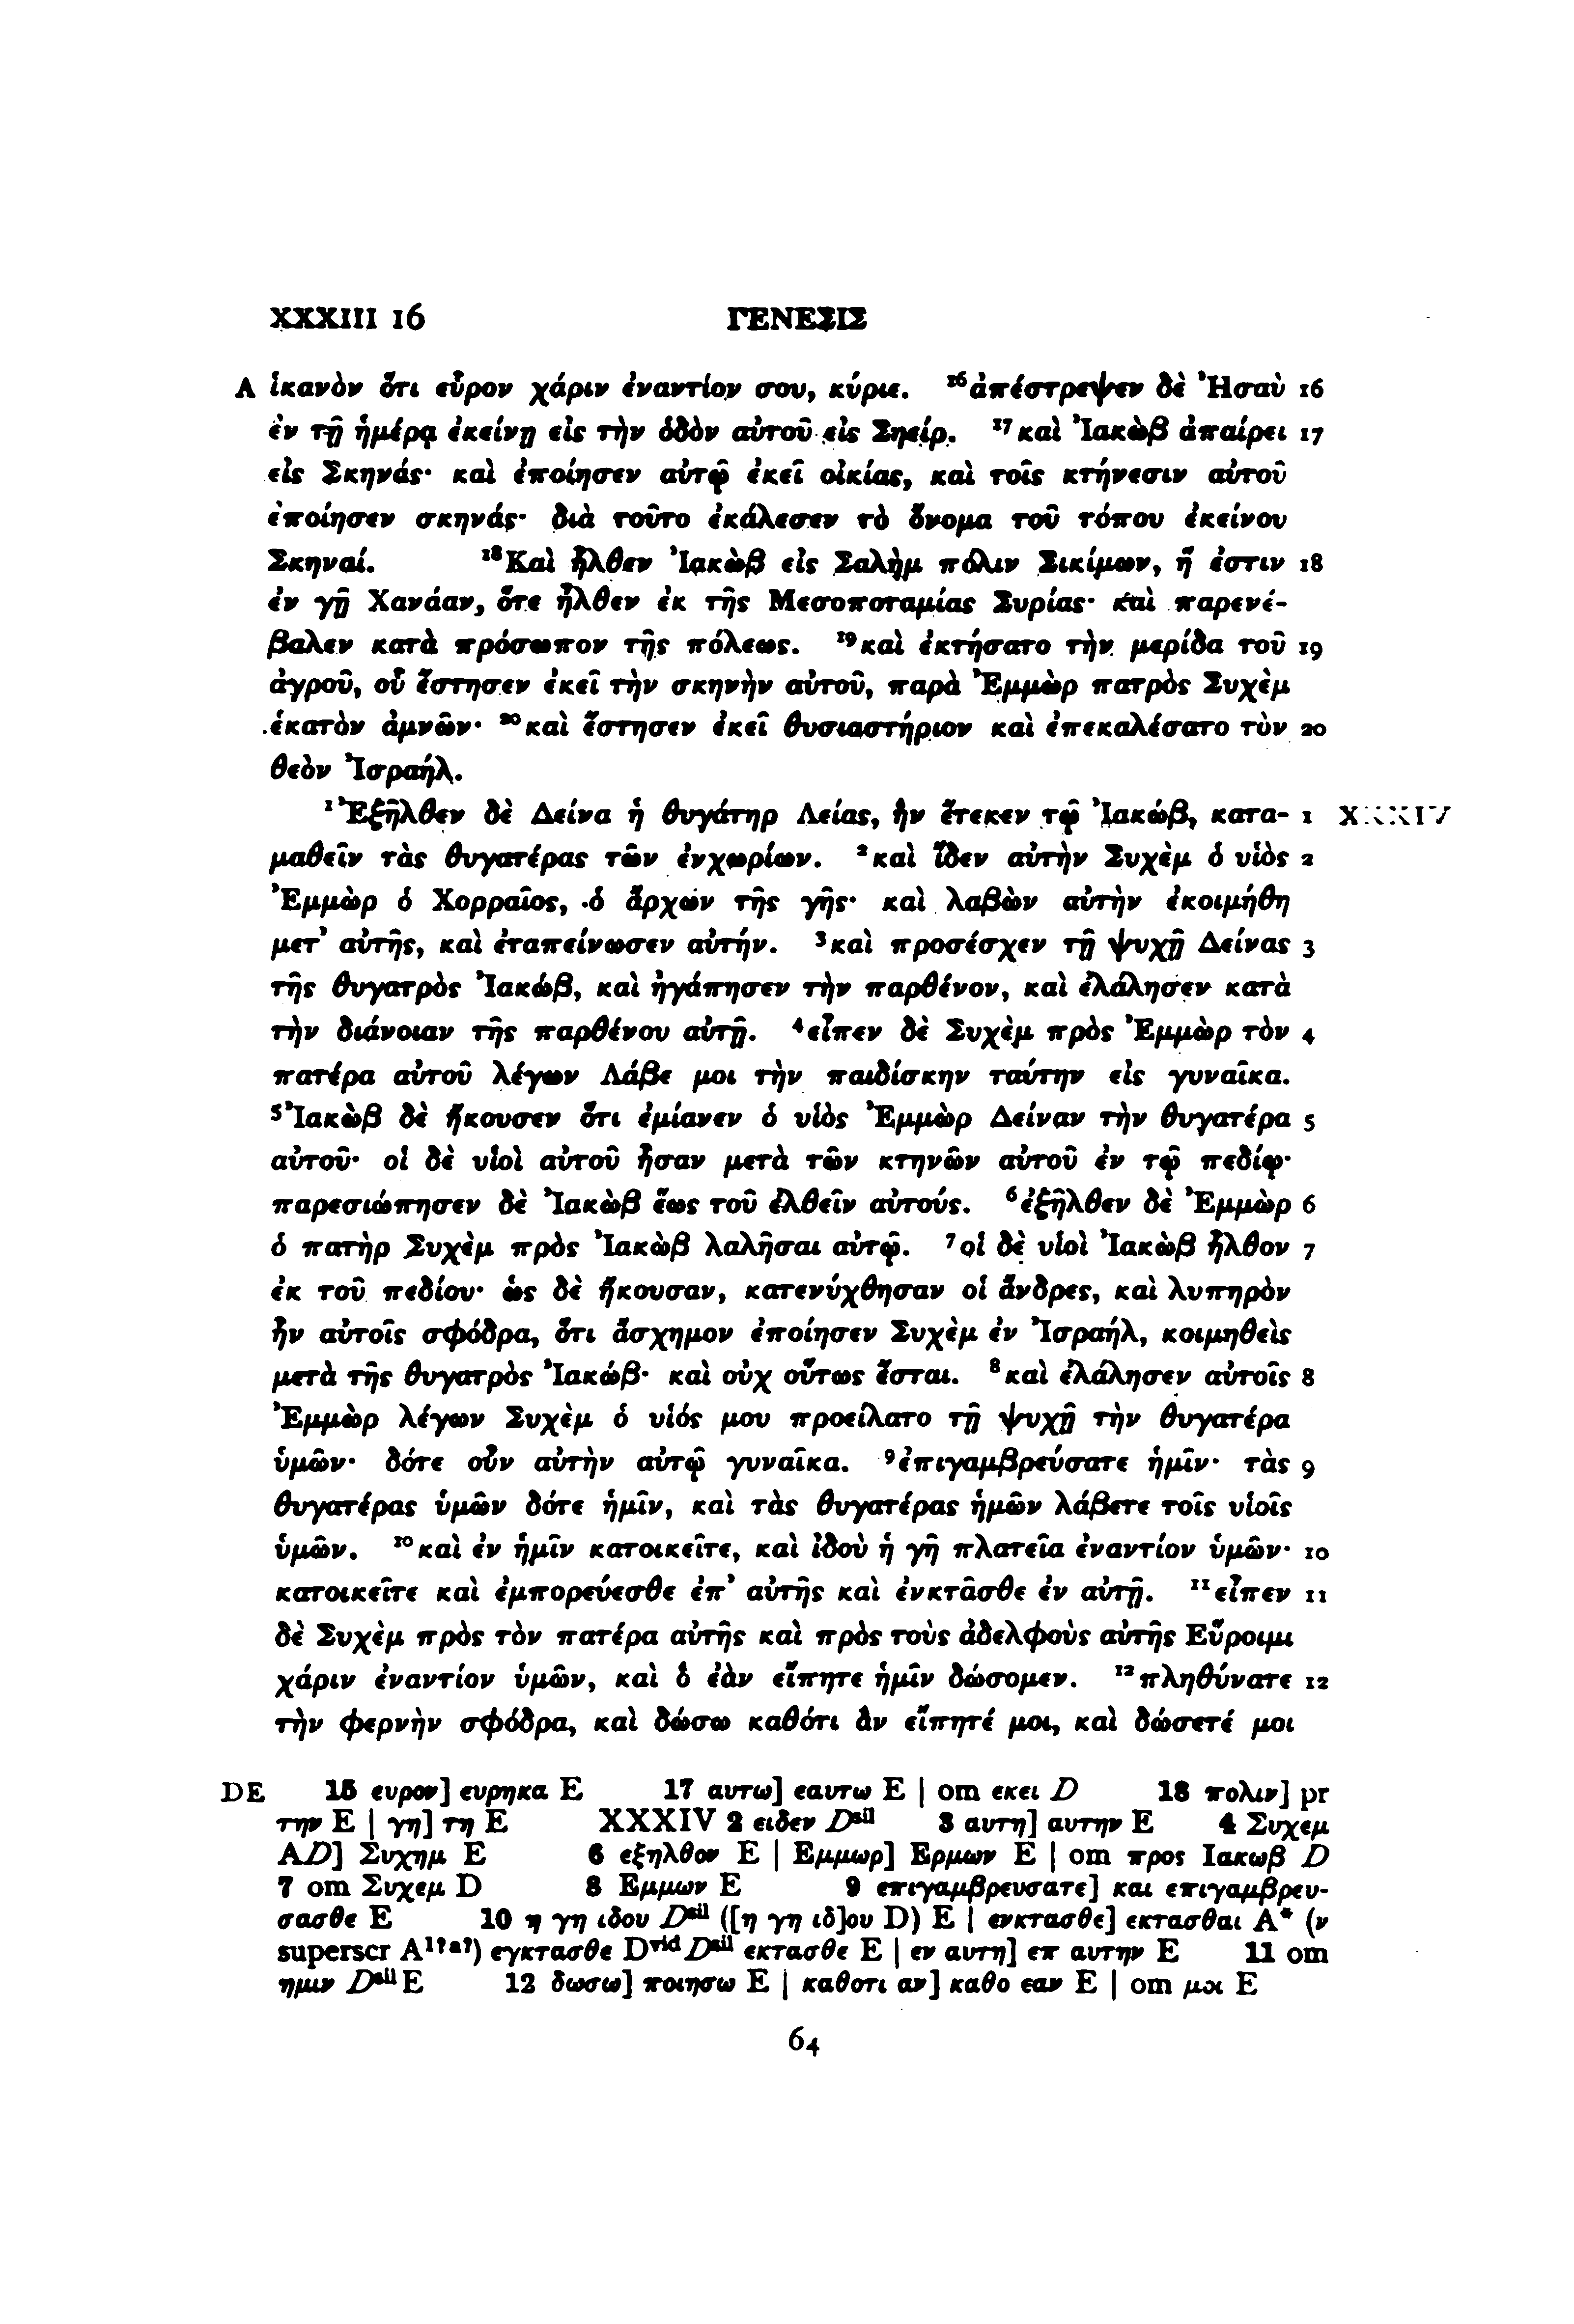 XXXIII 16 ΓΕΝΕΣΙΣ
A ἱκανὸν ὅτι εὗρον χάριν ἐναντίον σου, κύριε. ¹⁶ἀπέστρεψεν δὲ Ἠσαὺ 16
ἐν τῇ ἡμέρᾳ ἐκείνῃ εἰς τὴν ὁδὸν αὐτοῦ εἰς Σηείρ. ¹⁷καὶ Ἰακὼβ ἀπαίρει 17
εἰς Σκηνάς· καὶ ἐποίησεν αὐτῷ ἐκεῖ οἰκίας, καὶ τοῖς κτήνεσιν αὐτοῦ
ἐποίησεν σκηνάς· διὰ τοῦτο ἐκάλεσεν τὸ ὄνομα τοῦ τόπου ἐκείνου
Σκηναί. ¹⁸Καὶ ἦλθεν Ἰακὼβ εἰς Σαλὴμ πόλιν Σικίμων, ἥ ἐστιν 18
ἐν γῇ Χανάαν, ὅτε ἦλθεν ἐκ τῆς Μεσοποταμίας Συρίας· καὶ παρενέ-
βαλεν κατὰ πρόσωπον τῆς πόλεως. ¹⁹καὶ ἐκτήσατο τὴν μερίδα τοῦ 19
ἀγροῦ, οὗ ἔστησεν ἐκεῖ τὴν σκηνὴν αὐτοῦ, παρὰ Ἐμμὼρ πατρὸς Συχὲμ
ἑκατὸν ἀμνῶν· ²⁰καὶ ἔστησεν ἐκεῖ θυσιαστήριον καὶ ἐπεκαλέσατο τὸν 20
θεὸν Ἰσραήλ.
¹Ἐξῆλθεν δὲ Δείνα ἡ θυγάτηρ Λείας, ἣν ἔτεκεν τῷ Ἰακώβ, κατα- 1 XXXIV
μαθεῖν τὰς θυγατέρας τῶν ἐνχωρίων. ²καὶ ἴδεν αὐτὴν Συχὲμ ὁ υἱὸς 2
Ἐμμὼρ ὁ Χορραῖος, ὁ ἄρχων τῆς γῆς· καὶ λαβὼν αὐτὴν ἐκοιμήθη
μετ’ αὐτῆς, καὶ ἐταπείνωσεν αὐτήν. ³καὶ προσέσχεν τῇ ψυχῇ Δείνας 3
τῆς θυγατρὸς Ἰακώβ, καὶ ἠγάπησεν τὴν παρθένον, καὶ ἐλάλησεν κατὰ
τὴν διάνοιαν τῆς παρθένου αὐτῇ. ⁴εἶπεν δὲ Συχὲμ πρὸς Ἐμμὼρ τὸν 4
πατέρα αὐτοῦ λέγων Λάβε μοι τὴν παιδίσκην ταύτην εἰς γυναῖκα.
⁵Ἰακὼβ δὲ ἤκουσεν ὅτι ἐμίανεν ὁ υἱὸς Ἐμμὼρ Δείναν τὴν θυγατέρα 5
αὐτοῦ· οἱ δὲ υἱοὶ αὐτοῦ ἦσαν μετὰ τῶν κτηνῶν αὐτοῦ ἐν τῷ πεδίῳ·
παρεσιώπησεν δὲ Ἰακὼβ ἕως τοῦ ἐλθεῖν αὐτούς. ⁶ἐξῆλθεν δὲ Ἐμμὼρ 6
ὁ πατὴρ Συχὲμ πρὸς Ἰακὼβ λαλῆσαι αὐτῷ. ⁷οἱ δὲ υἱοὶ Ἰακὼβ ἦλθον 7
ἐκ τοῦ πεδίου· ὡς δὲ ἤκουσαν, κατενύχθησαν οἱ ἄνδρες, καὶ λυπηρὸν
ἦν αὐτοῖς σφόδρα, ὅτι ἄσχημον ἐποίησεν Συχὲμ ἐν Ἰσραήλ, κοιμηθεὶς
μετὰ τῆς θυγατρὸς Ἰακώβ· καὶ οὐχ οὕτως ἔσται. ⁸καὶ ἐλάλησεν αὐτοῖς 8
Ἐμμὼρ λέγων Συχὲμ ὁ υἱός μου προείλατο τῇ ψυχῇ τὴν θυγατέρα
ὑμῶν· δότε οὖν αὐτὴν αὐτῷ γυναῖκα. ⁹ἐπιγαμβρεύσατε ἡμῖν· τὰς 9
θυγατέρας ὑμῶν δότε ἡμῖν, καὶ τὰς θυγατέρας ἡμῶν λάβετε τοῖς υἱοῖς
ὑμῶν. ¹⁰καὶ ἐν ἡμῖν κατοικεῖτε, καὶ ἰδοὺ ἡ γῆ πλατεῖα ἐναντίον ὑμῶν· 10
κατοικεῖτε καὶ ἐμπορεύεσθε ἐπ’ αὐτῆς καὶ ἐνκτᾶσθε ἐν αὐτῇ. ¹¹εἶπεν 11
δὲ Συχὲμ πρὸς τὸν πατέρα αὐτῆς καὶ πρὸς τοὺς ἀδελφοὺς αὐτῆς Εὕροιμι
χάριν ἐναντίον ὑμῶν, καὶ ὃ ἐὰν εἴπητε ἡμῖν δώσομεν. ¹²πληθύνατε 12
τὴν φερνὴν σφόδρα, καὶ δώσω καθότι ἂν εἴπητέ μοι, καὶ δώσετέ μοι
DE 15 ευρον] ευρηκα E 17 αυτω] εαυτω E | om εκει D 18 πολιν] pr
την E | γη] τη E XXXIV 2 ειδεν Dˢⁱˡ 3 αυτη] αυτην E 4 Συχεμ
AD] Συχημ E 6 εξηλθον E | Εμμωρ] Ερμων E | om προς Ιακωβ D
7 om Συχεμ D 8 Εμμων E 9 επιγαμβρευσατε] και επιγαμβρευ-
σασθε E 10 η γη ιδου Dˢⁱˡ ([η γη ιδ]ου D) E | ενκτασθε] εκτασθαι A* (ν
superscr A¹ˀᵃˀ) εγκτασθε Dᵛⁱᵈ Dˢⁱˡ εκτασθε E | εν αυτη] επ αυτην E 11 om
ημιν Dˢⁱˡ E 12 δωσω] ποιησω E | καθοτι αν] καθο εαν E | om μοι E
64